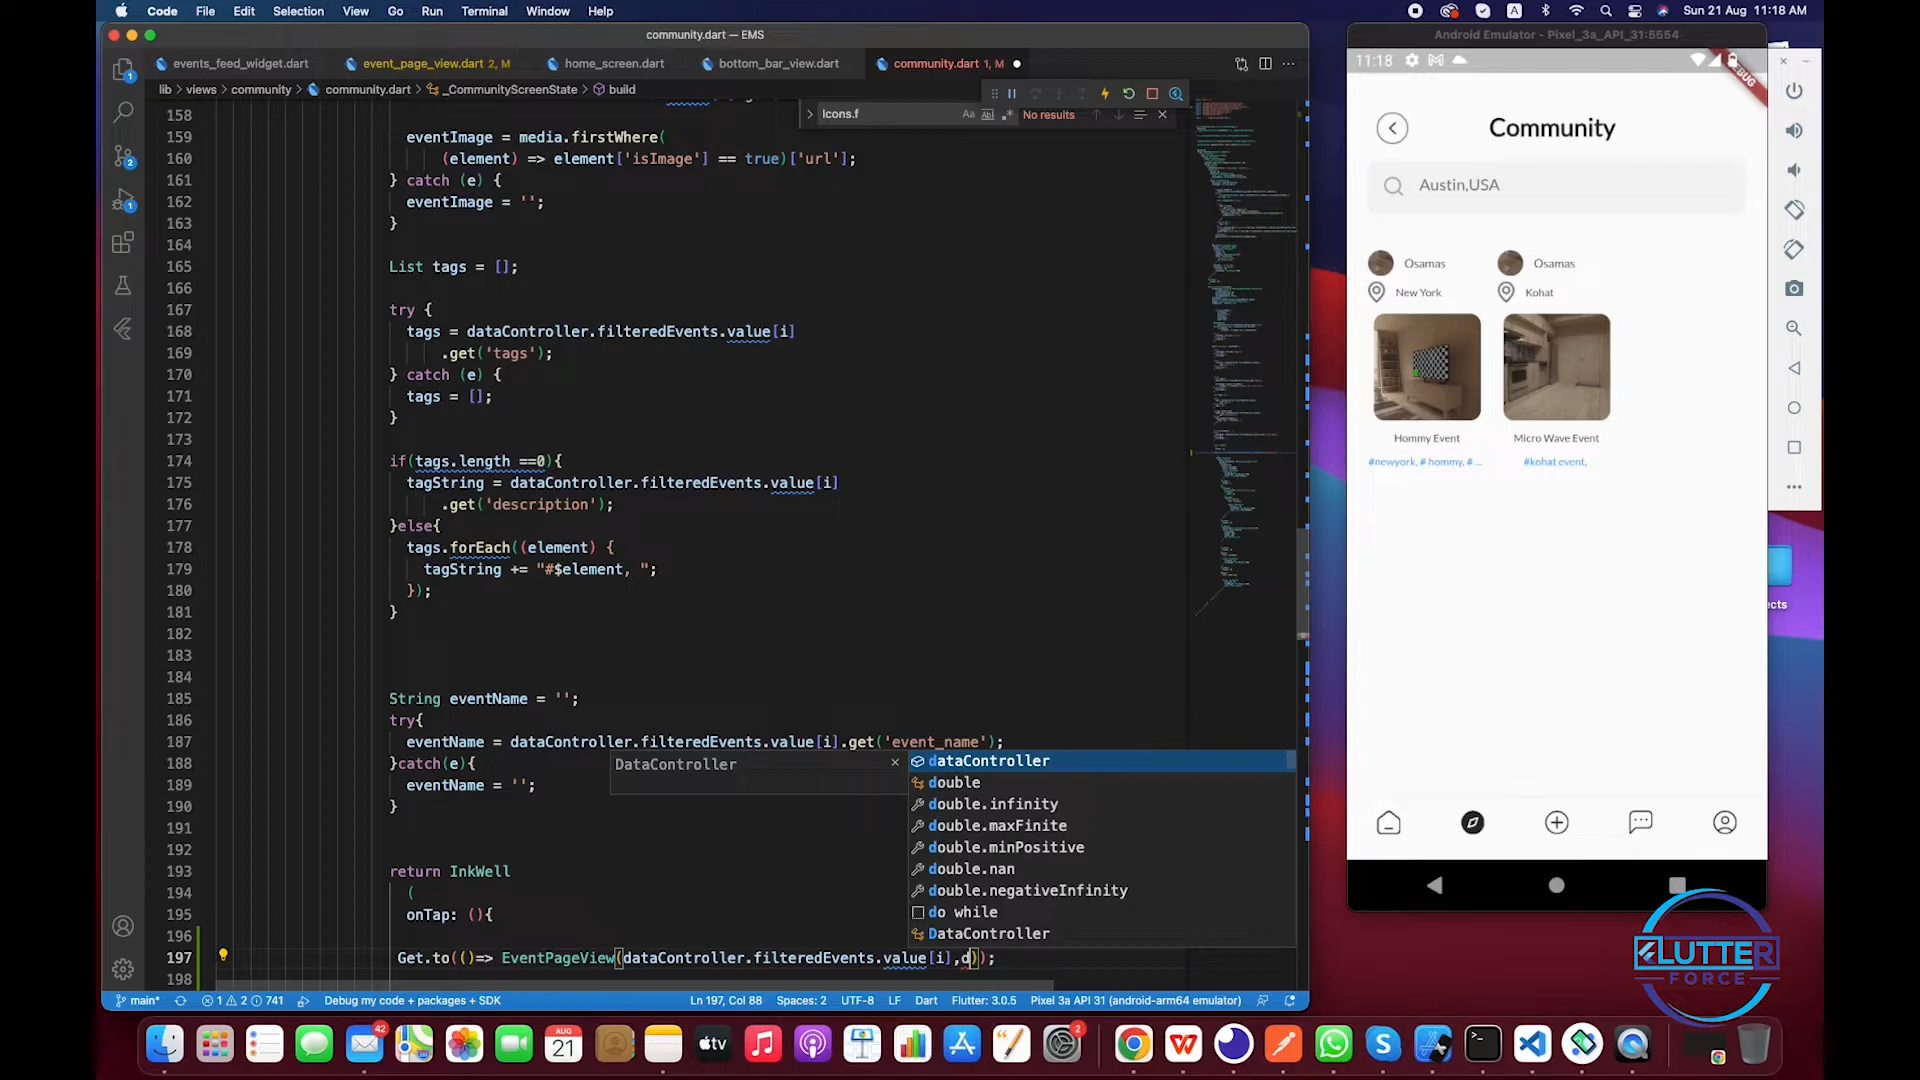 Code File Edit Selection View Go Run Terminal Window Help
A
Sun 21 Aug 11:18 AM
community.dart — EMS
events_feed_widget.dart
event_page_view.dart 2, M
home_screen.dart
bottom_bar_view.dart
community.dart 1, M
lib › views › community › community.dart › _CommunityScreenState › build
Icons.f
Aa
No results
158
159 eventImage = media.firstWhere(
160 (element) => element['isImage'] == true)['url'];
161 } catch (e) {
162 eventImage = '';
163 }
164
165 List tags = [];
166
167 try {
168 tags = dataController.filteredEvents.value[i]
169 .get('tags');
170 } catch (e) {
171 tags = [];
172 }
173
174 if(tags.length ==0){
175 tagString = dataController.filteredEvents.value[i]
176 .get('description');
177 }else{
178 tags.forEach((element) {
179 tagString += "#$element, ";
180 });
181 }
182
183
184
185 String eventName = '';
186 try{
187 eventName = dataController.filteredEvents.value[i].get('event_name');
188 }catch(e){
189 eventName = '';
190 }
191
192
193 return InkWell
194 (
195 onTap: (){
196
197 Get.to(()=> EventPageView(dataController.filteredEvents.value[i],d));
198
DataController
dataController
double
double.infinity
double.maxFinite
double.minPositive
double.nan
double.negativeInfinity
do while
DataController
1
2
1
main*
1 2 741
Debug my code + packages + SDK
Ln 197, Col 88
Spaces: 2
UTF-8
LF
Dart
Flutter: 3.0.5
Pixel 3a API 31 (android-arm64 emulator)
Android Emulator - Pixel_3a_API_31:5554
11:18
Community
Austin,USA
Osamas
Osamas
New York
Kohat
Hommy Event
Micro Wave Event
#newyork, # hommy, # ...
#kohat event,
ects
FLUTTER
FORCE
42
AUG
21
tv
2